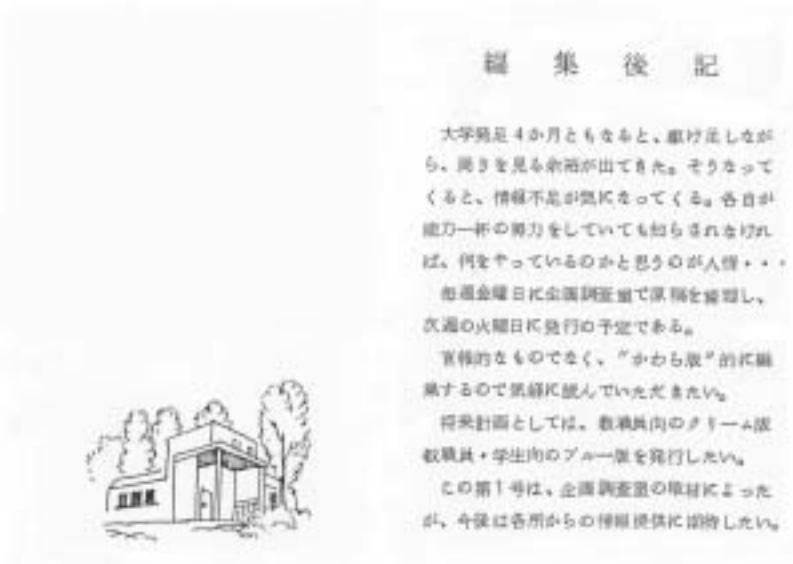 編集後記
大学発足4か月ともなると、駆け足しなが
ら、周りを見る余裕が出てきた。そうなって
くると、情報不足が気になってくる。各自が
能力一杯の努力をしていても知らされなけれ
ば、何をやっているのかと思うのが人情・・・
毎週金曜日に企画調査室で原稿を整理し、
次週の火曜日に発行の予定である。
官報的なものでなく、"かわら版"的に編
集するので気軽に読んでいただきたい。
将来計画としては、教職員向のクリーム版
教職員・学生向のブルー版を発行したい。
この第1号は、企画調査室の取材によった
が、今後は各所からの情報提供に期待したい。